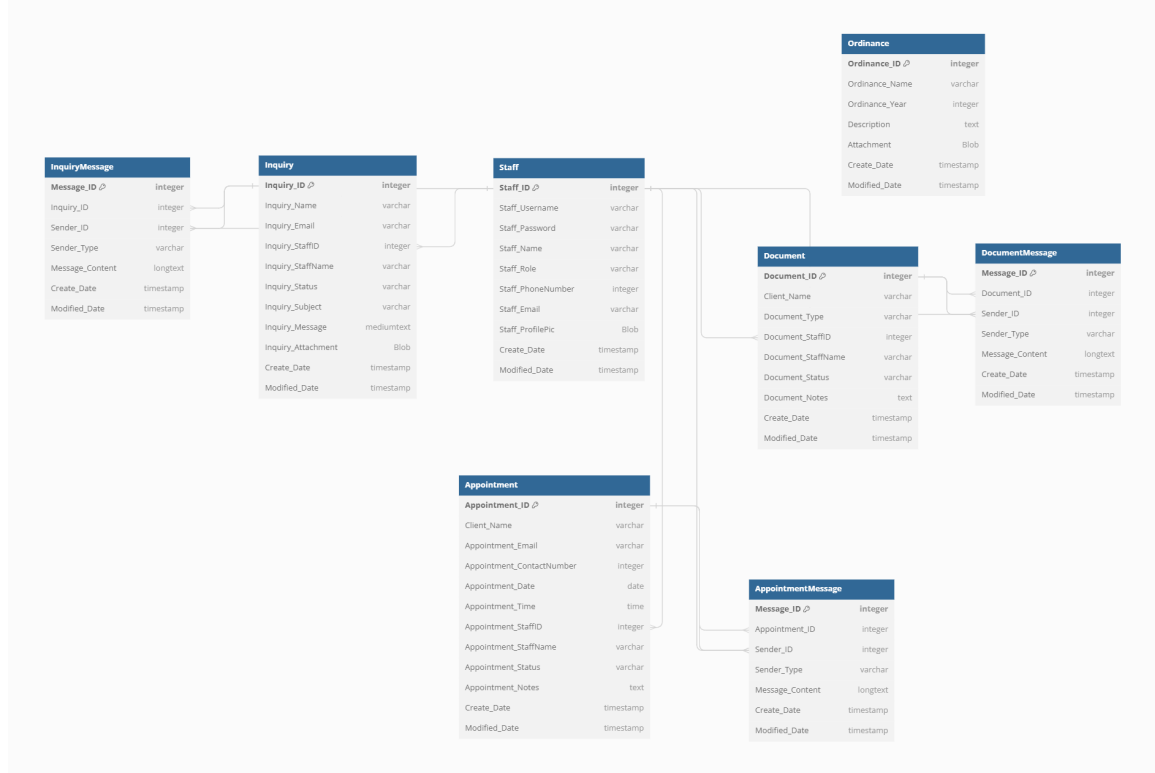 Ordinance
Ordinance_ID integer
Ordinance_Name varchar
Ordinance_Year integer
Description text
Attachment Blob
Create_Date timestamp
Modified_Date timestamp
InquiryMessage
Message_ID integer
Inquiry_ID integer
Sender_ID integer
Sender_Type varchar
Message_Content longtext
Create_Date timestamp
Modified_Date timestamp
Inquiry
Inquiry_ID integer
Inquiry_Name varchar
Inquiry_Email varchar
Inquiry_StaffID integer
Inquiry_StaffName varchar
Inquiry_Status varchar
Inquiry_Subject varchar
Inquiry_Message mediumtext
Inquiry_Attachment Blob
Create_Date timestamp
Modified_Date timestamp
Staff
Staff_ID integer
Staff_Username varchar
Staff_Password varchar
Staff_Name varchar
Staff_Role varchar
Staff_PhoneNumber integer
Staff_Email varchar
Staff_ProfilePic Blob
Create_Date timestamp
Modified_Date timestamp
Document
Document_ID integer
Client_Name varchar
Document_Type varchar
Document_StaffID integer
Document_StaffName varchar
Document_Status varchar
Document_Notes text
Create_Date timestamp
Modified_Date timestamp
DocumentMessage
Message_ID integer
Document_ID integer
Sender_ID integer
Sender_Type varchar
Message_Content longtext
Create_Date timestamp
Modified_Date timestamp
Appointment
Appointment_ID integer
Client_Name varchar
Appointment_Email varchar
Appointment_ContactNumber integer
Appointment_Date date
Appointment_Time time
Appointment_StaffID integer
Appointment_StaffName varchar
Appointment_Status varchar
Appointment_Notes text
Create_Date timestamp
Modified_Date timestamp
AppointmentMessage
Message_ID integer
Appointment_ID integer
Sender_ID integer
Sender_Type varchar
Message_Content longtext
Create_Date timestamp
Modified_Date timestamp